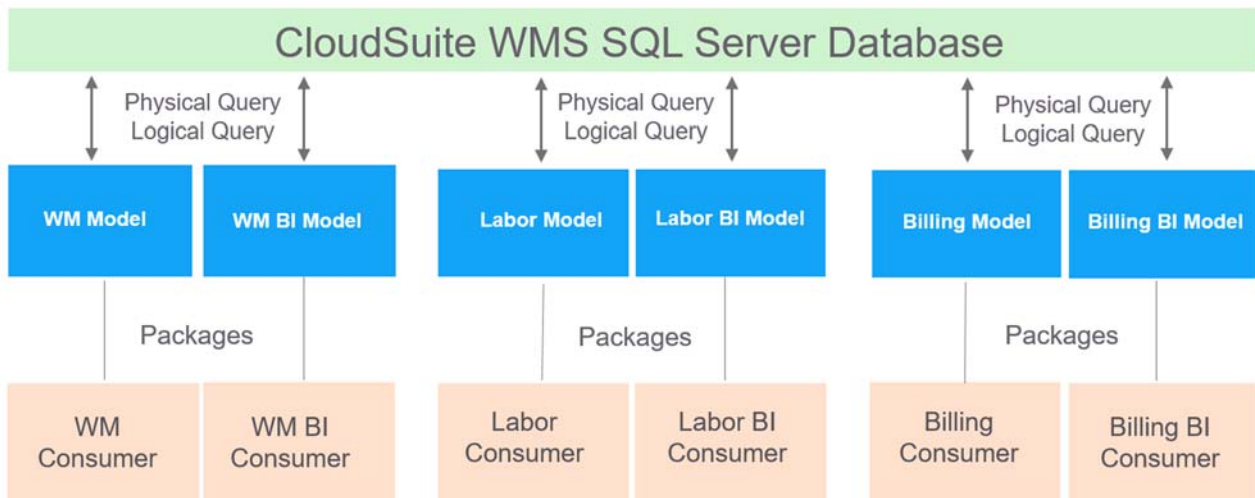 CloudSuite WMS SQL Server Database
Physical Query
Logical Query
Physical Query
Logical Query
Physical Query
Logical Query
WM Model
WM BI Model
Labor Model
Labor BI Model
Billing Model
Billing BI Model
Packages
Packages
Packages
WM
Consumer
WM BI
Consumer
Labor
Consumer
Labor BI
Consumer
Billing
Consumer
Billing BI
Consumer